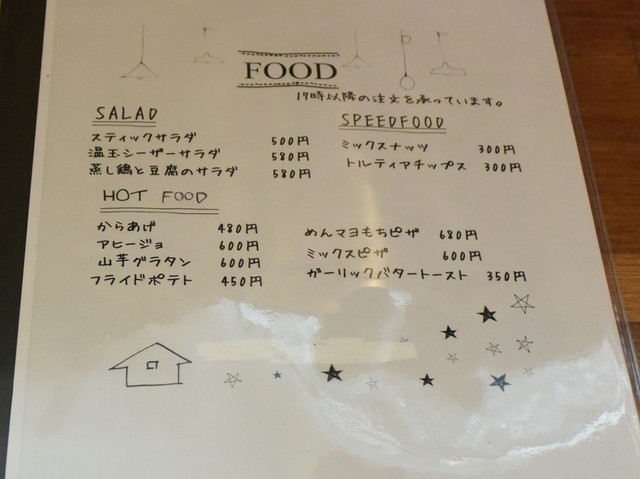 FOOD
17時以降の注文を承っています。
SALAD
スティックサラダ 500円
温玉シーザーサラダ 580円
蒸し鶏と豆腐のサラダ 580円
SPEEDFOOD
ミックスナッツ 300円
トルティアチップス 300円
HOT FOOD
からあげ 480円
アヒージョ 600円
山芋グラタン 600円
フライドポテト 450円
めんマヨもちピザ 680円
ミックスピザ 600円
ガーリックバタートースト 350円